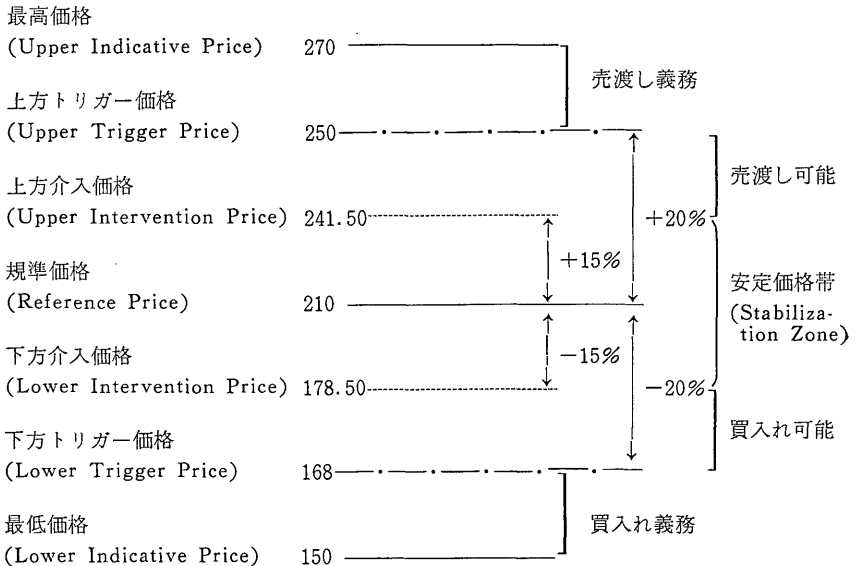 最高価格
(Upper Indicative Price) 270
売渡し義務
上方トリガー価格
(Upper Trigger Price) 250
売渡し可能
上方介入価格
(Upper Intervention Price) 241.50
+20%
+15%
規準価格
(Reference Price) 210
安定価格帯
(Stabiliza-
tion Zone)
下方介入価格
(Lower Intervention Price) 178.50
-15%
-20%
買入れ可能
下方トリガー価格
(Lower Trigger Price) 168
買入れ義務
最低価格
(Lower Indicative Price) 150